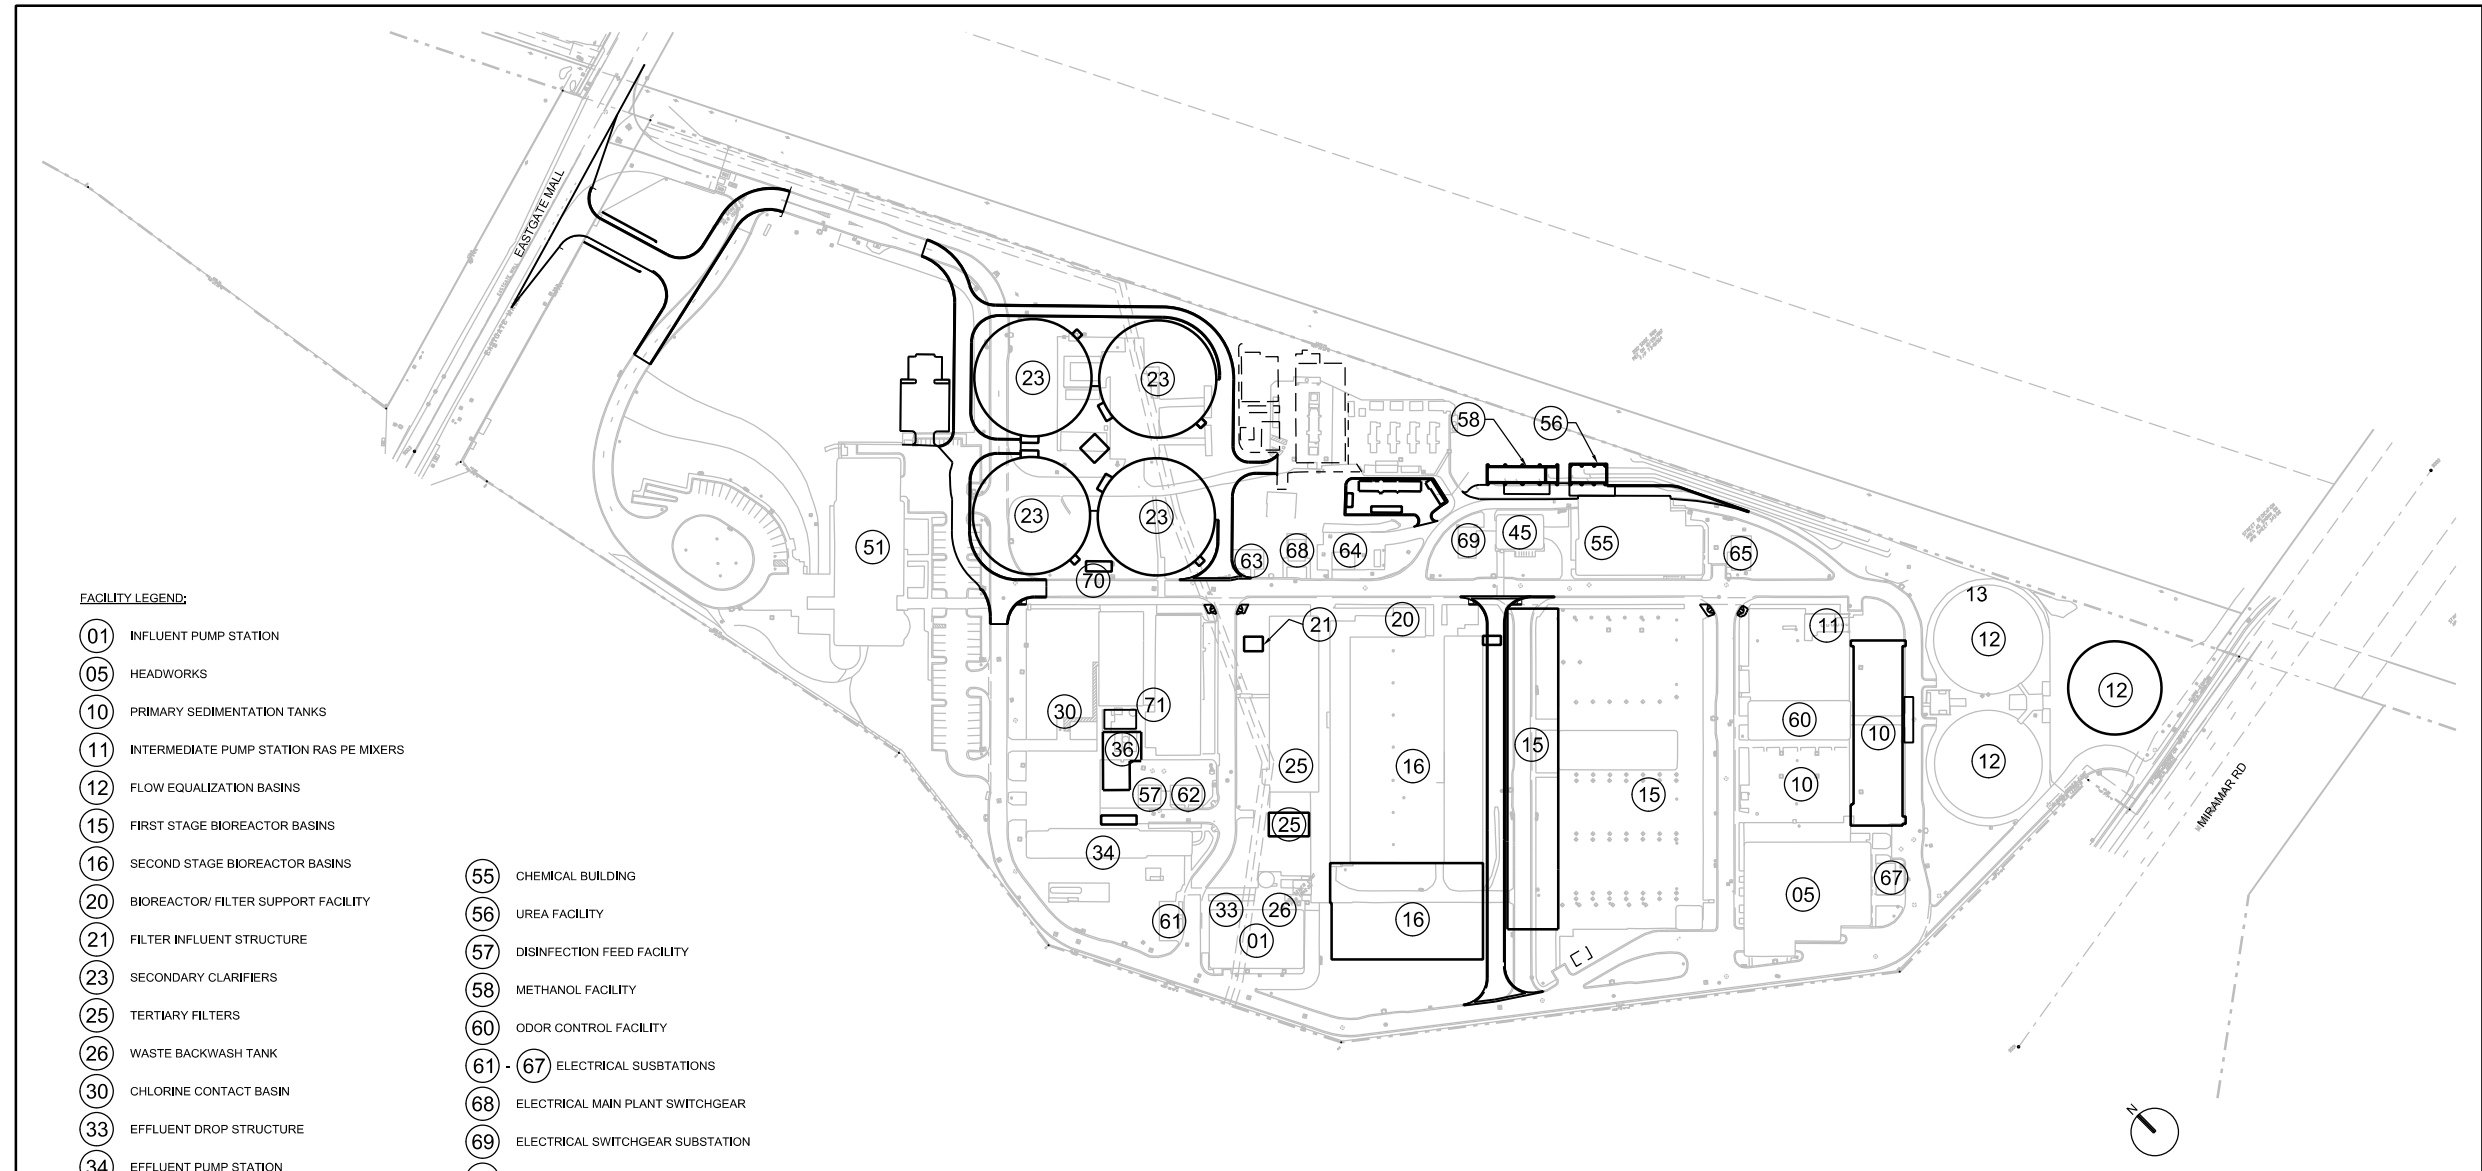 EASTGATE MALL
23
23
58
56
23
23
51
63
68
64
69
45
55
65
70
13
12
21
20
11
12
30
71
36
25
16
15
60
10
12
57
62
25
15
10
34
05
67
61
33
26
16
01
MIRAMAR RD
N
FACILITY LEGEND:
01 INFLUENT PUMP STATION
05 HEADWORKS
10 PRIMARY SEDIMENTATION TANKS
11 INTERMEDIATE PUMP STATION RAS PE MIXERS
12 FLOW EQUALIZATION BASINS
15 FIRST STAGE BIOREACTOR BASINS
16 SECOND STAGE BIOREACTOR BASINS
20 BIOREACTOR/ FILTER SUPPORT FACILITY
21 FILTER INFLUENT STRUCTURE
23 SECONDARY CLARIFIERS
25 TERTIARY FILTERS
26 WASTE BACKWASH TANK
30 CHLORINE CONTACT BASIN
33 EFFLUENT DROP STRUCTURE
34 EFFLUENT PUMP STATION
55 CHEMICAL BUILDING
56 UREA FACILITY
57 DISINFECTION FEED FACILITY
58 METHANOL FACILITY
60 ODOR CONTROL FACILITY
61 - 67 ELECTRICAL SUSBTATIONS
68 ELECTRICAL MAIN PLANT SWITCHGEAR
69 ELECTRICAL SWITCHGEAR SUBSTATION